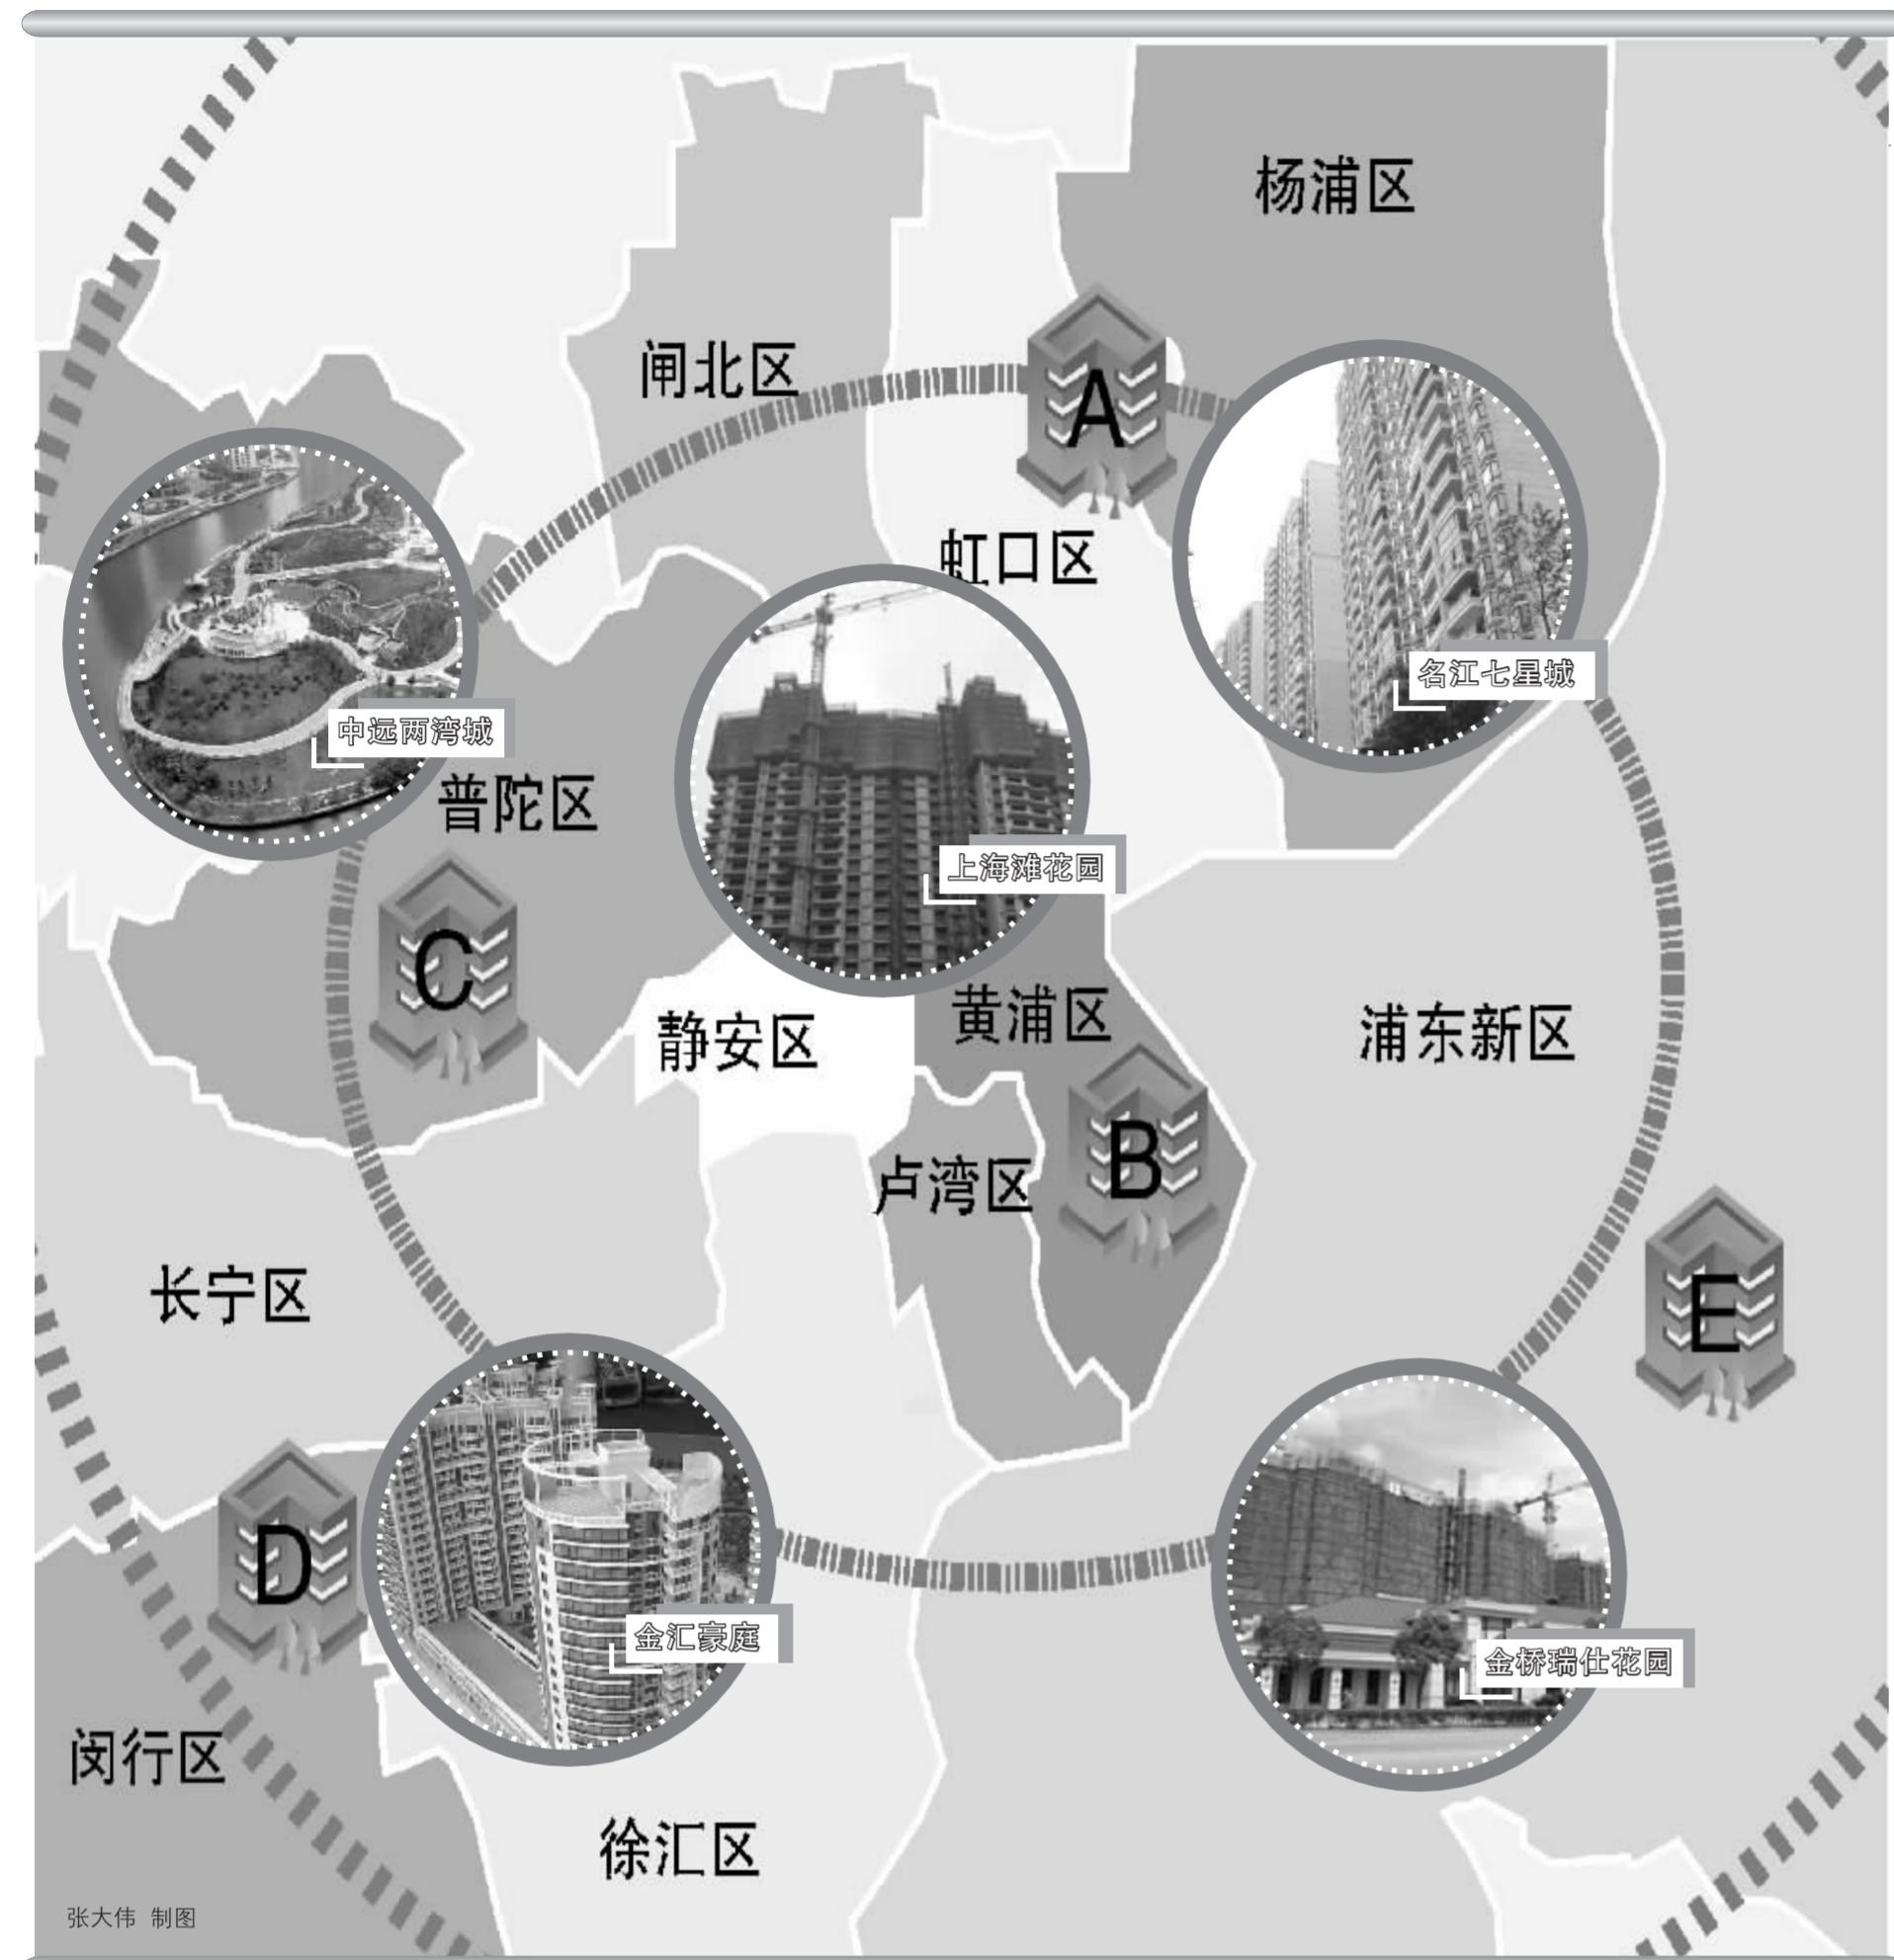 杨浦区
闸北区
A
虹口区
名江七星城
中远两湾城
普陀区
上海滩花园
C
静安区
黄浦区
浦东新区
B
卢湾区
长宁区
E
D
金汇豪庭
金桥瑞仕花园
闵行区
徐汇区
张大伟 制图